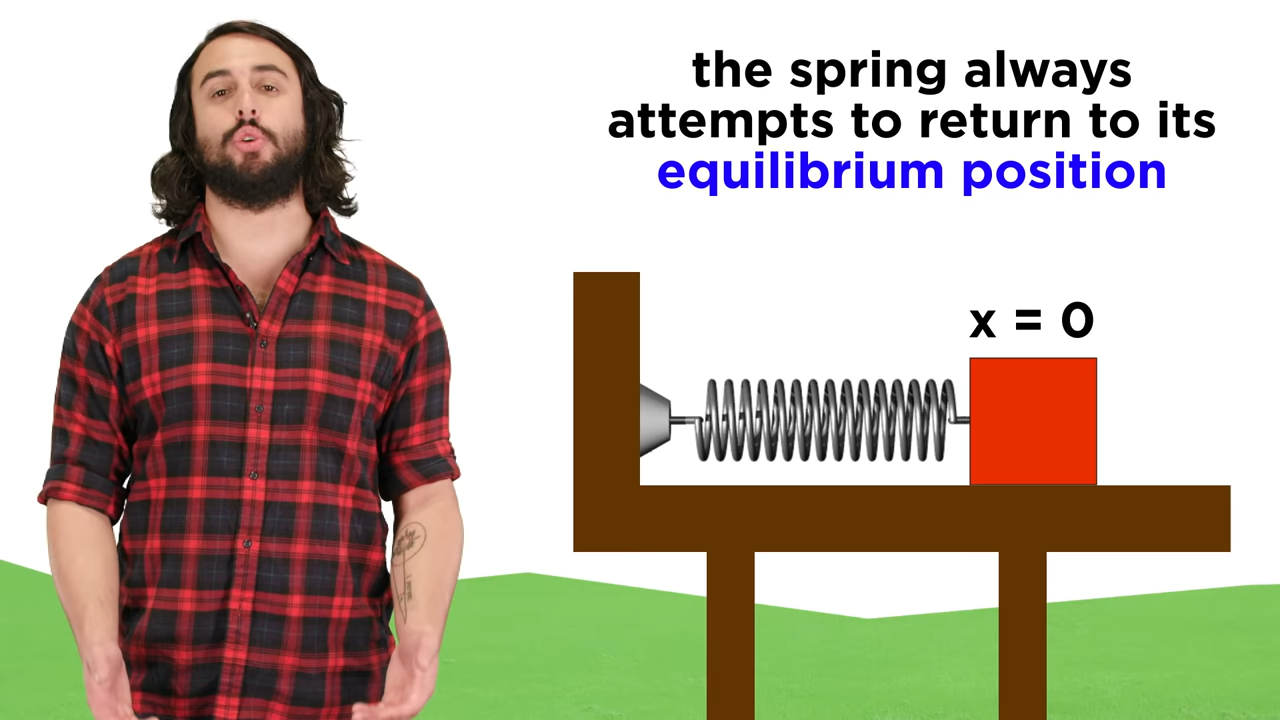 the spring always
attempts to return to its
equilibrium position
x = 0